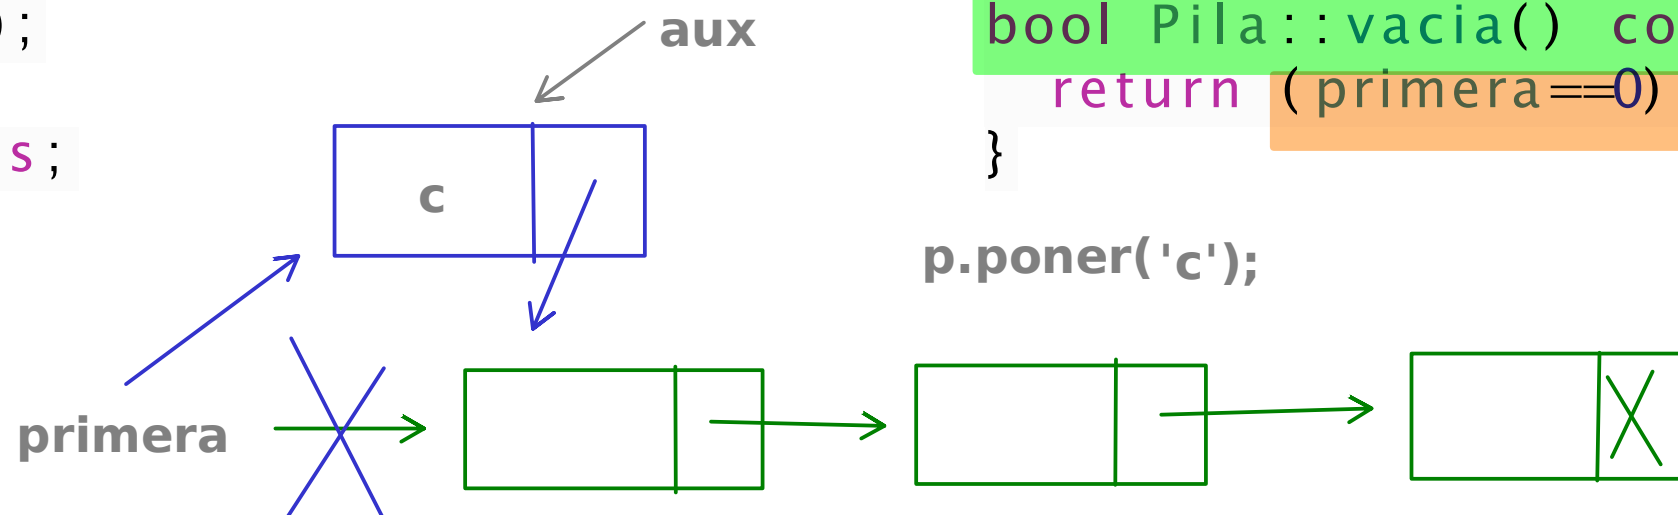 );
s;
aux
c
primera
bool Pila::vacia() co
return (primera==0)
}
p.poner('c');